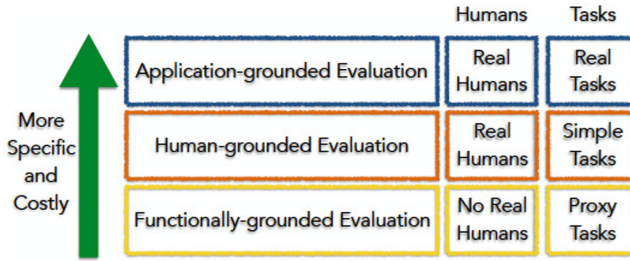 Humans Tasks
Application-grounded Evaluation
Real
Humans
Real
Tasks
More
Specific
and
Costly
Human-grounded Evaluation
Real
Humans
Simple
Tasks
Functionally-grounded Evaluation
No Real
Humans
Proxy
Tasks